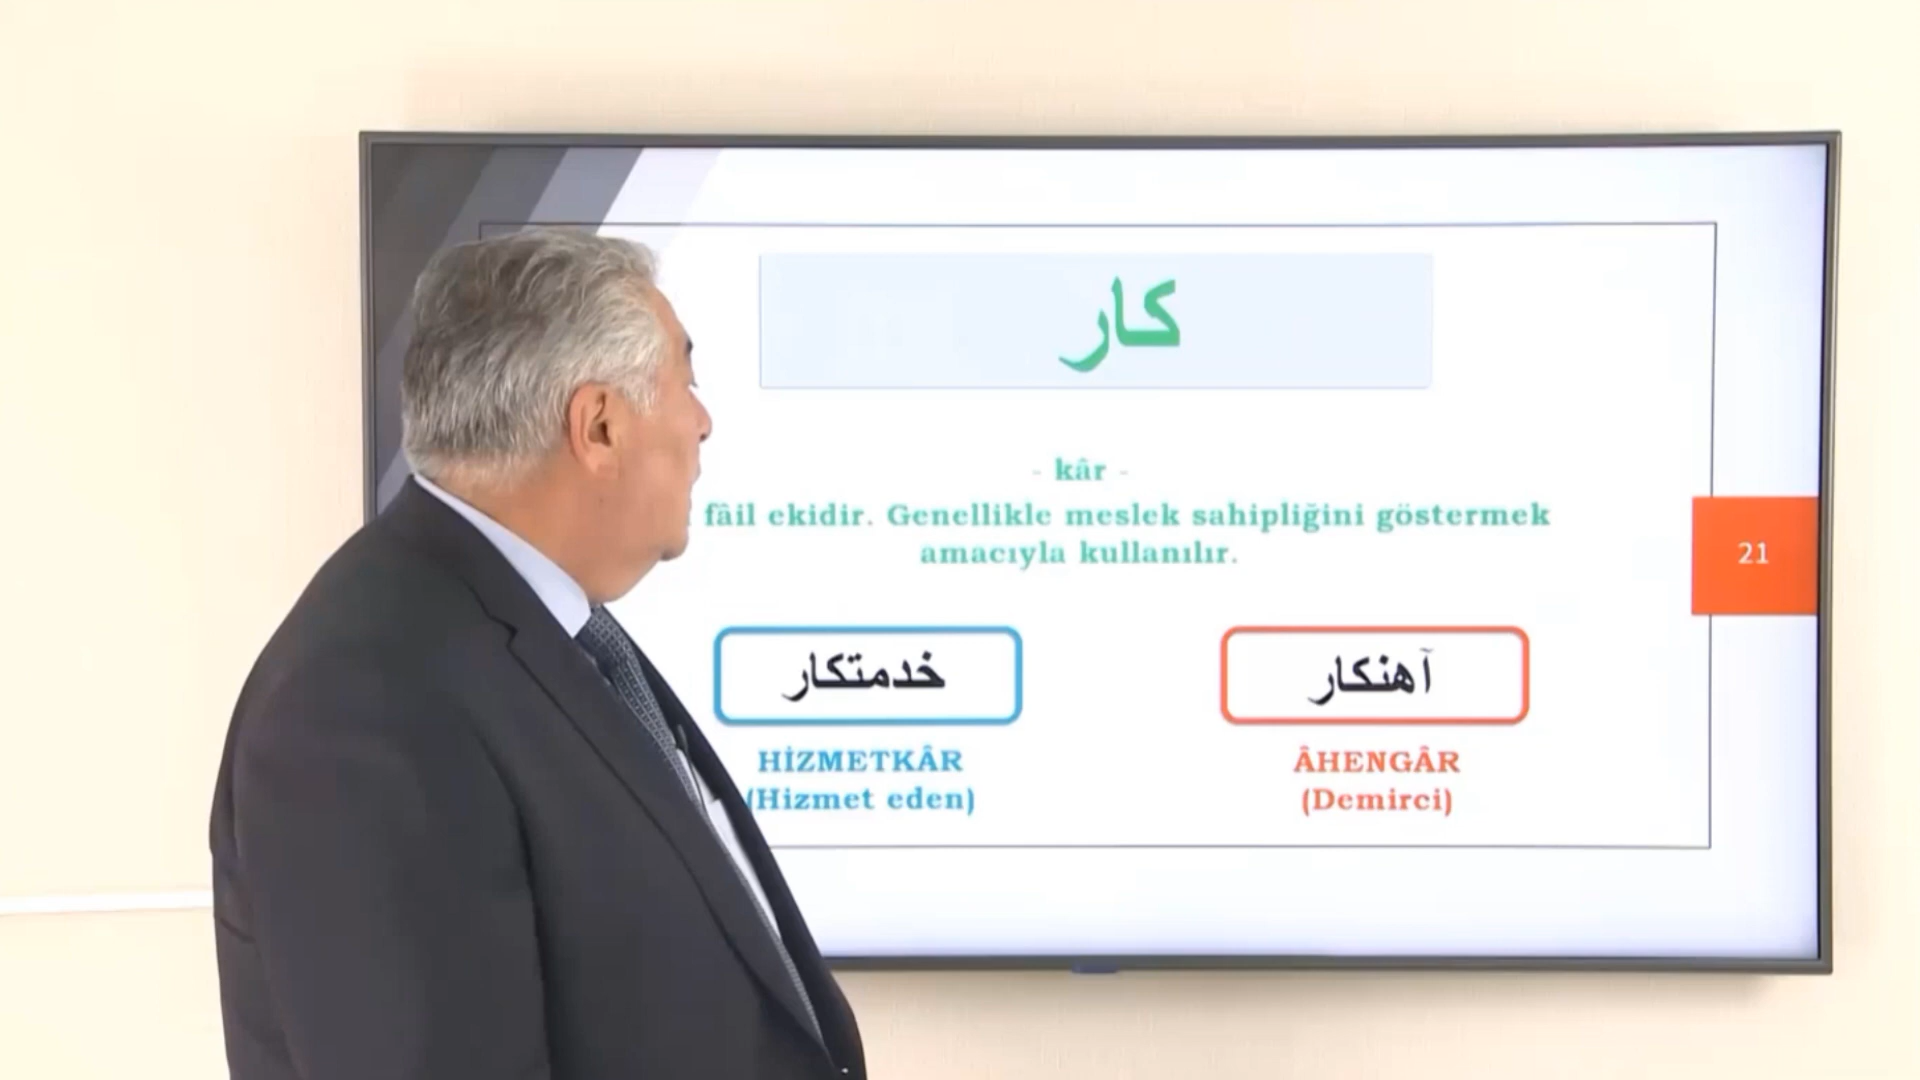 كار
- kâr -
fâil ekidir. Genellikle meslek sahipliğini göstermek
amacıyla kullanılır.
21
آهنكار
خدمتكار
ÂHENGÂR
(Demirci)
HİZMETKÂR
(Hizmet eden)